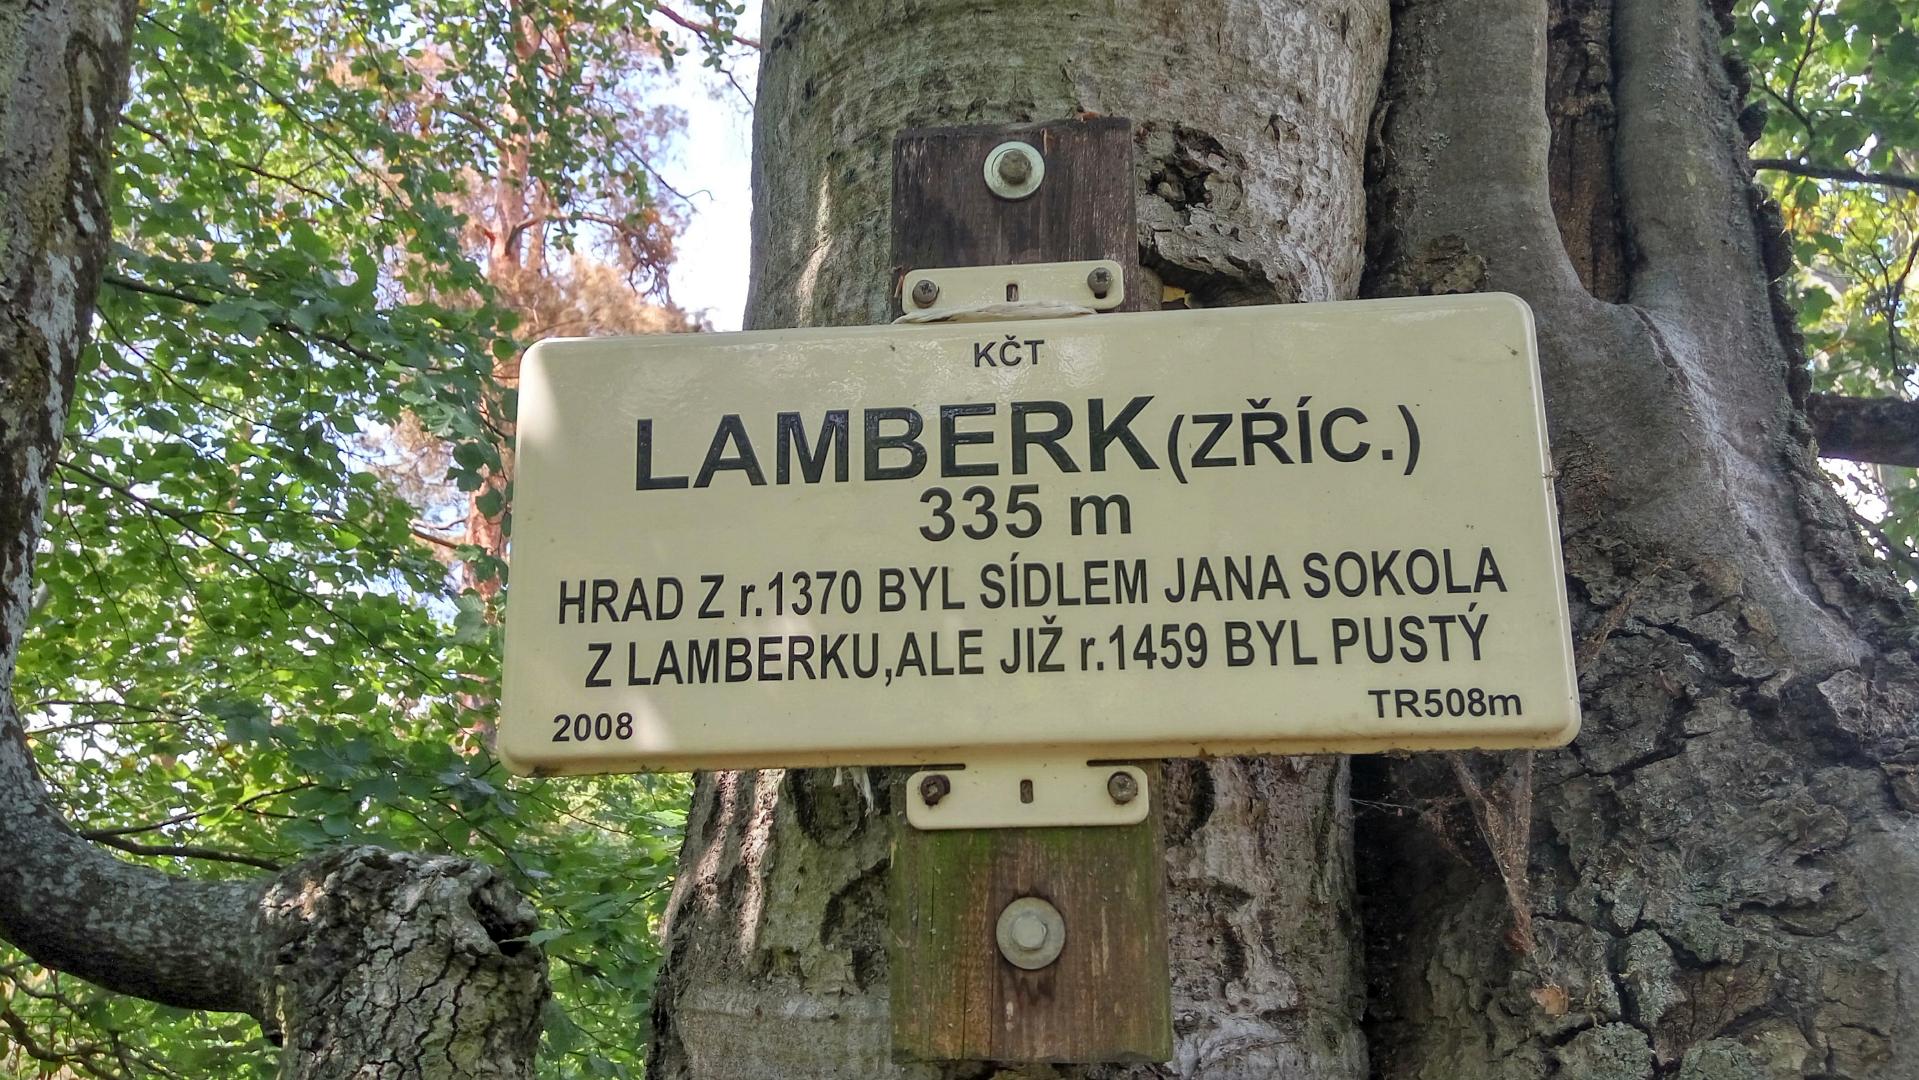 KČT
LAMBERK (ZŘÍC.)
335 m
HRAD Z r.1370 BYL SÍDLEM JANA SOKOLA
Z LAMBERKU,ALE JIŽ r.1459 BYL PUSTÝ
2008 TR508m